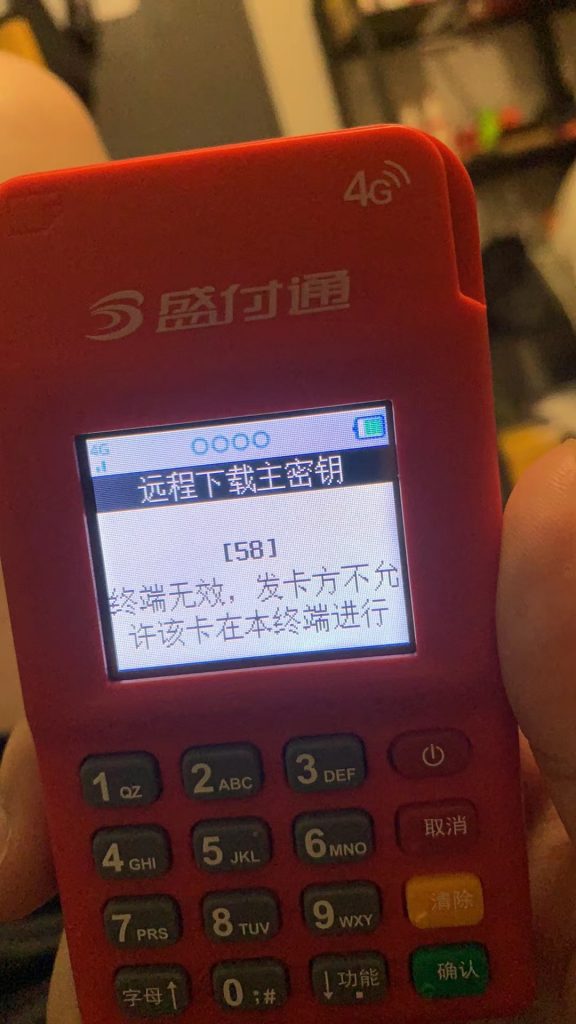 4G
盛付通
4G
远程下载主密钥
[58]
终端无效，发卡方不允
许该卡在本终端进行
1 QZ 2 ABC 3 DEF
4 GHI 5 JKL 6 MNO 取消
7 PRS 8 TUV 9 WXY 清除
字母↑ 0 ;# ↓功能 确认